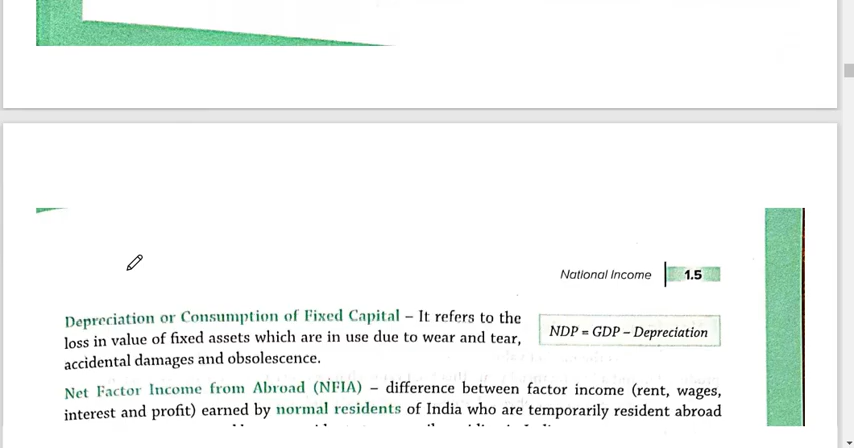 National Income 1.5
Depreciation or Consumption of Fixed Capital – It refers to the
loss in value of fixed assets which are in use due to wear and tear,
accidental damages and obsolescence.
NDP = GDP – Depreciation
Net Factor Income from Abroad (NFIA) – difference between factor income (rent, wages,
interest and profit) earned by normal residents of India who are temporarily resident abroad